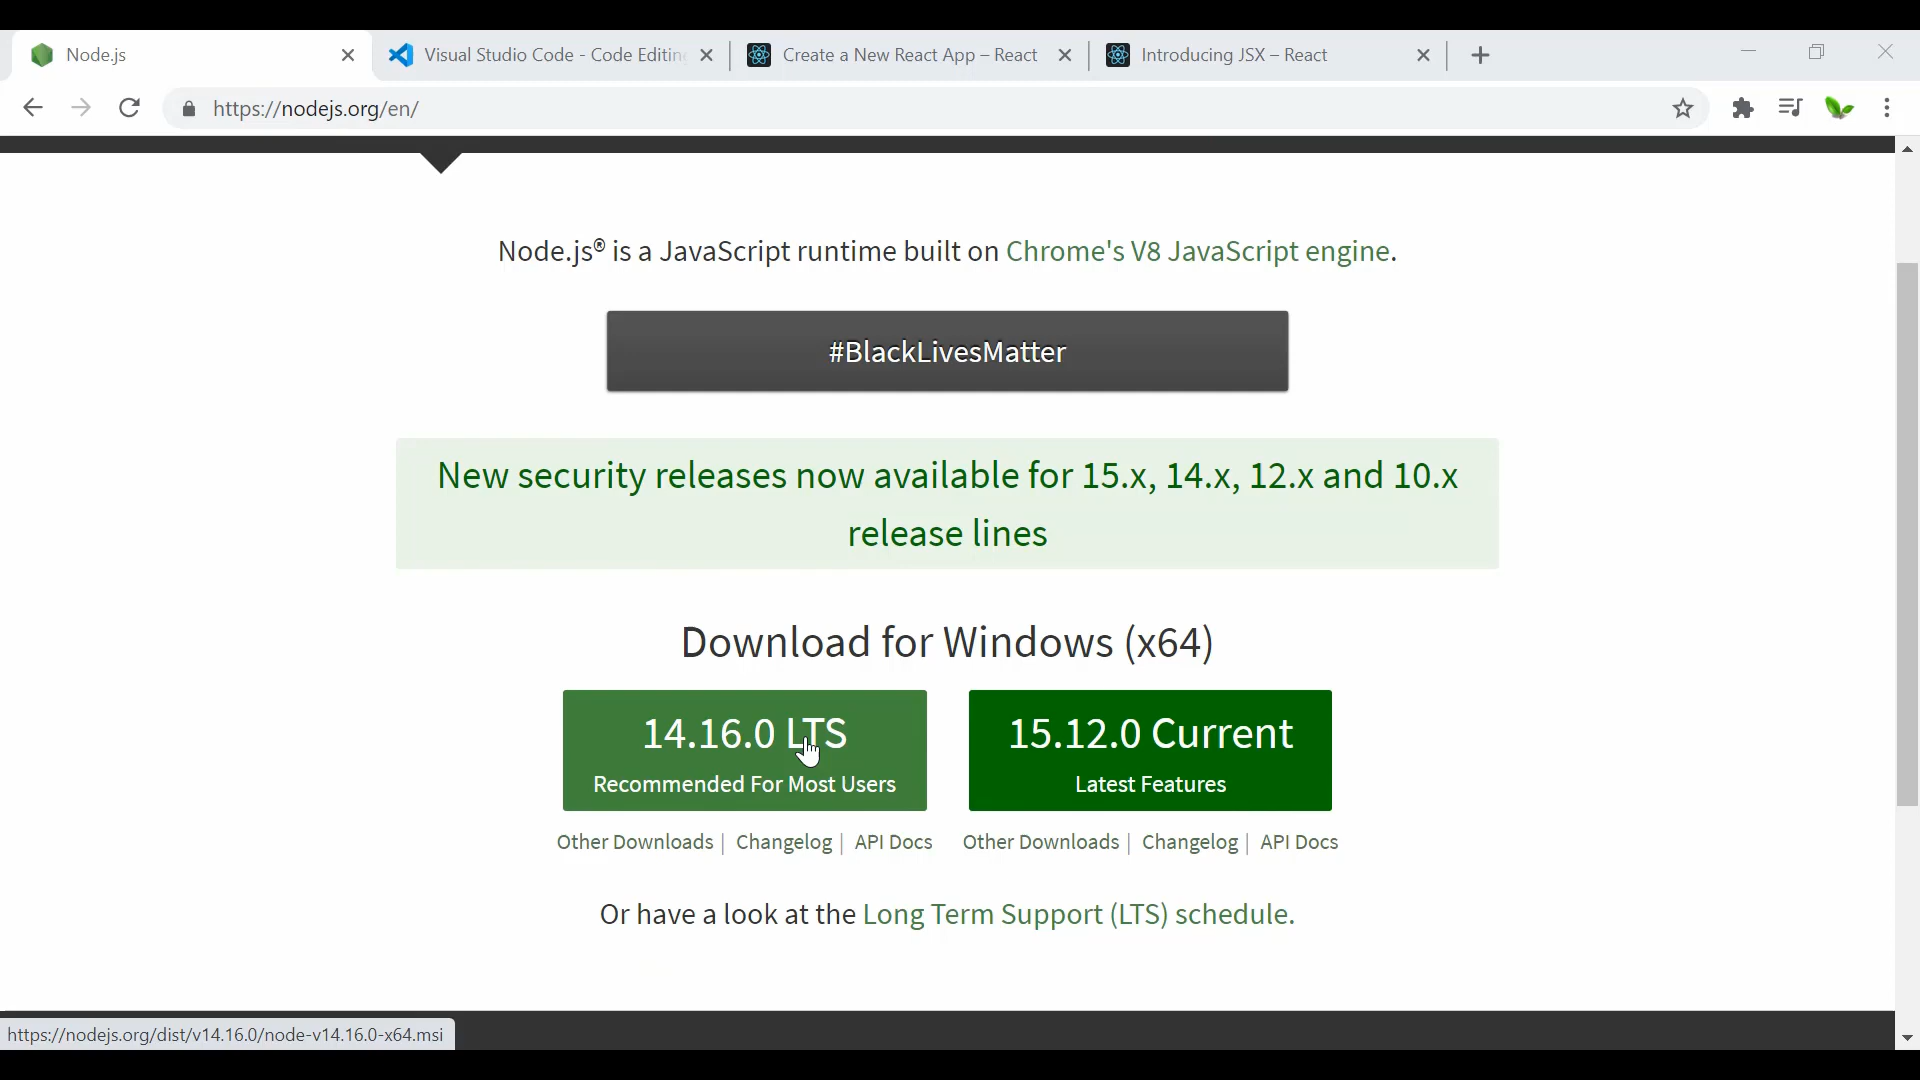 Node.js
Visual Studio Code - Code Editing
Create a New React App – React
Introducing JSX – React
https://nodejs.org/en/
Node.js® is a JavaScript runtime built on Chrome's V8 JavaScript engine.
#BlackLivesMatter
New security releases now available for 15.x, 14.x, 12.x and 10.x
release lines
Download for Windows (x64)
14.16.0 LTS
Recommended For Most Users
15.12.0 Current
Latest Features
Other Downloads | Changelog | API Docs
Other Downloads | Changelog | API Docs
Or have a look at the Long Term Support (LTS) schedule.
https://nodejs.org/dist/v14.16.0/node-v14.16.0-x64.msi